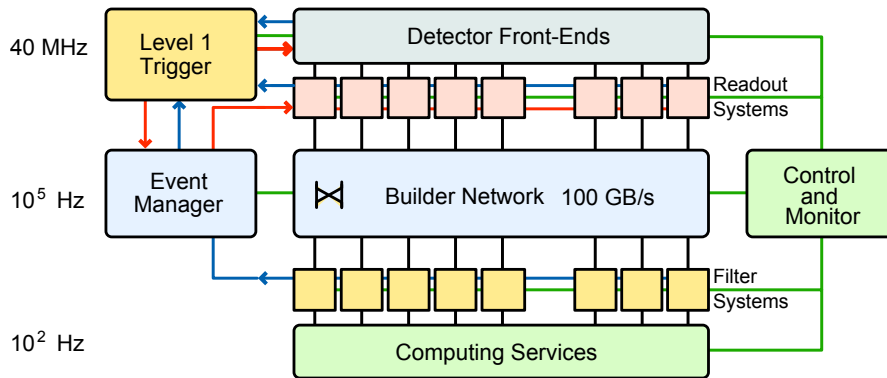 40 MHz
Level 1
Trigger
Detector Front-Ends
Readout
Systems
10⁵ Hz
Event
Manager
Builder Network 100 GB/s
Control
and
Monitor
Filter
Systems
10² Hz
Computing Services